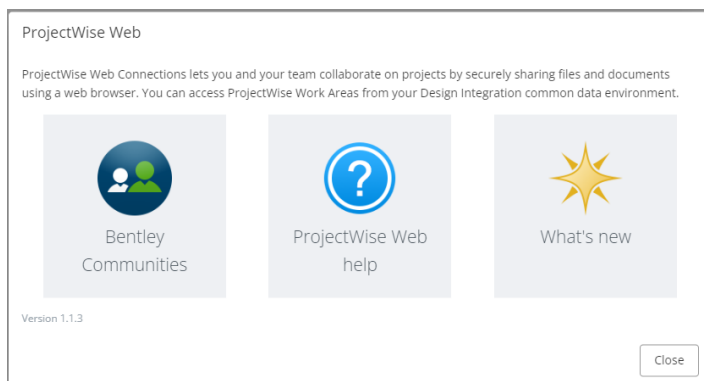 ProjectWise Web
ProjectWise Web Connections lets you and your team collaborate on projects by securely sharing files and documents
using a web browser. You can access ProjectWise Work Areas from your Design Integration common data environment.
?
Bentley
Communities
ProjectWise Web
help
What's new
Version 1.1.3
Close